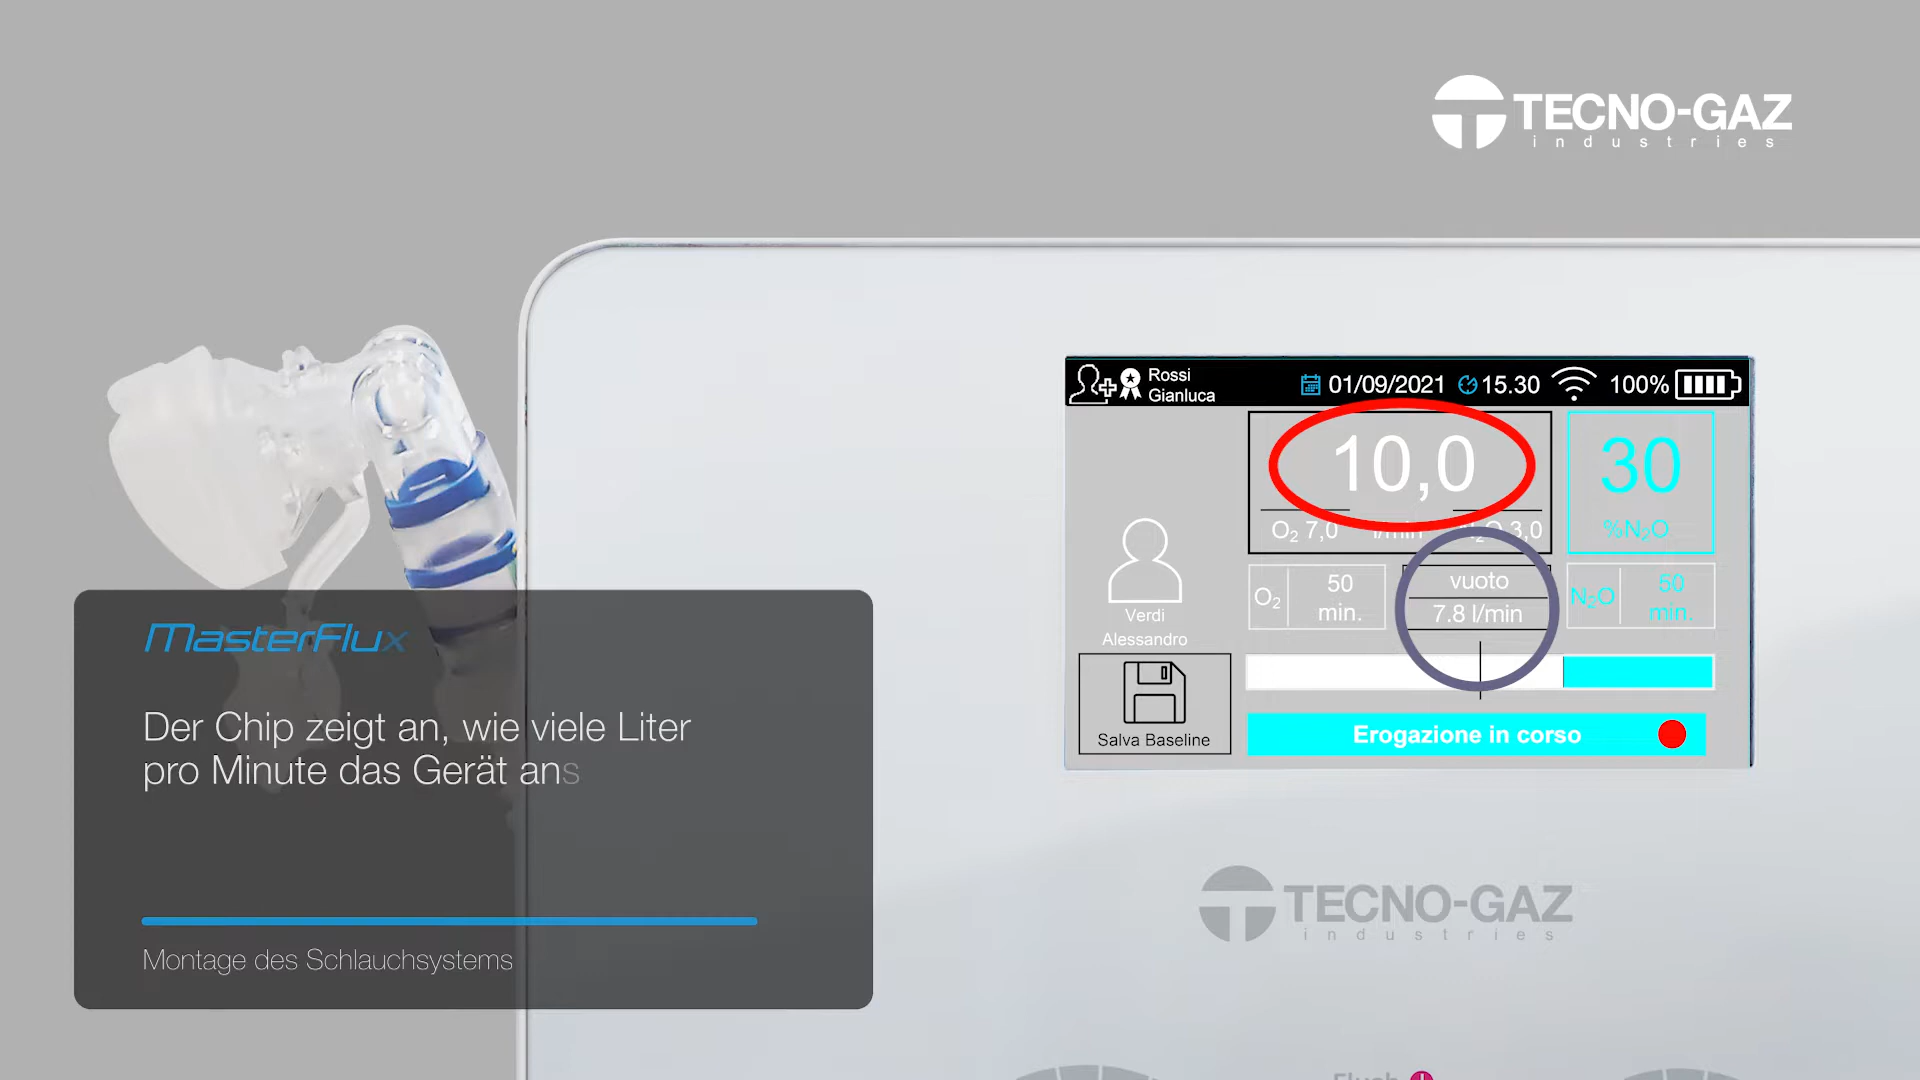 TECNO-GAZ
industries
Rossi
Gianluca
01/09/2021
15.30
100%
10,0
O₂ 7,0
l/min
3,0
30
%N₂O
O₂
50
min.
vuoto
7.8 l/min
N₂O
50
min.
Verdi
Alessandro
Salva Baseline
Erogazione in corso
MasterFlux
Der Chip zeigt an, wie viele Liter
pro Minute das Gerät ans
Montage des Schlauchsystems
TECNO-GAZ
industries